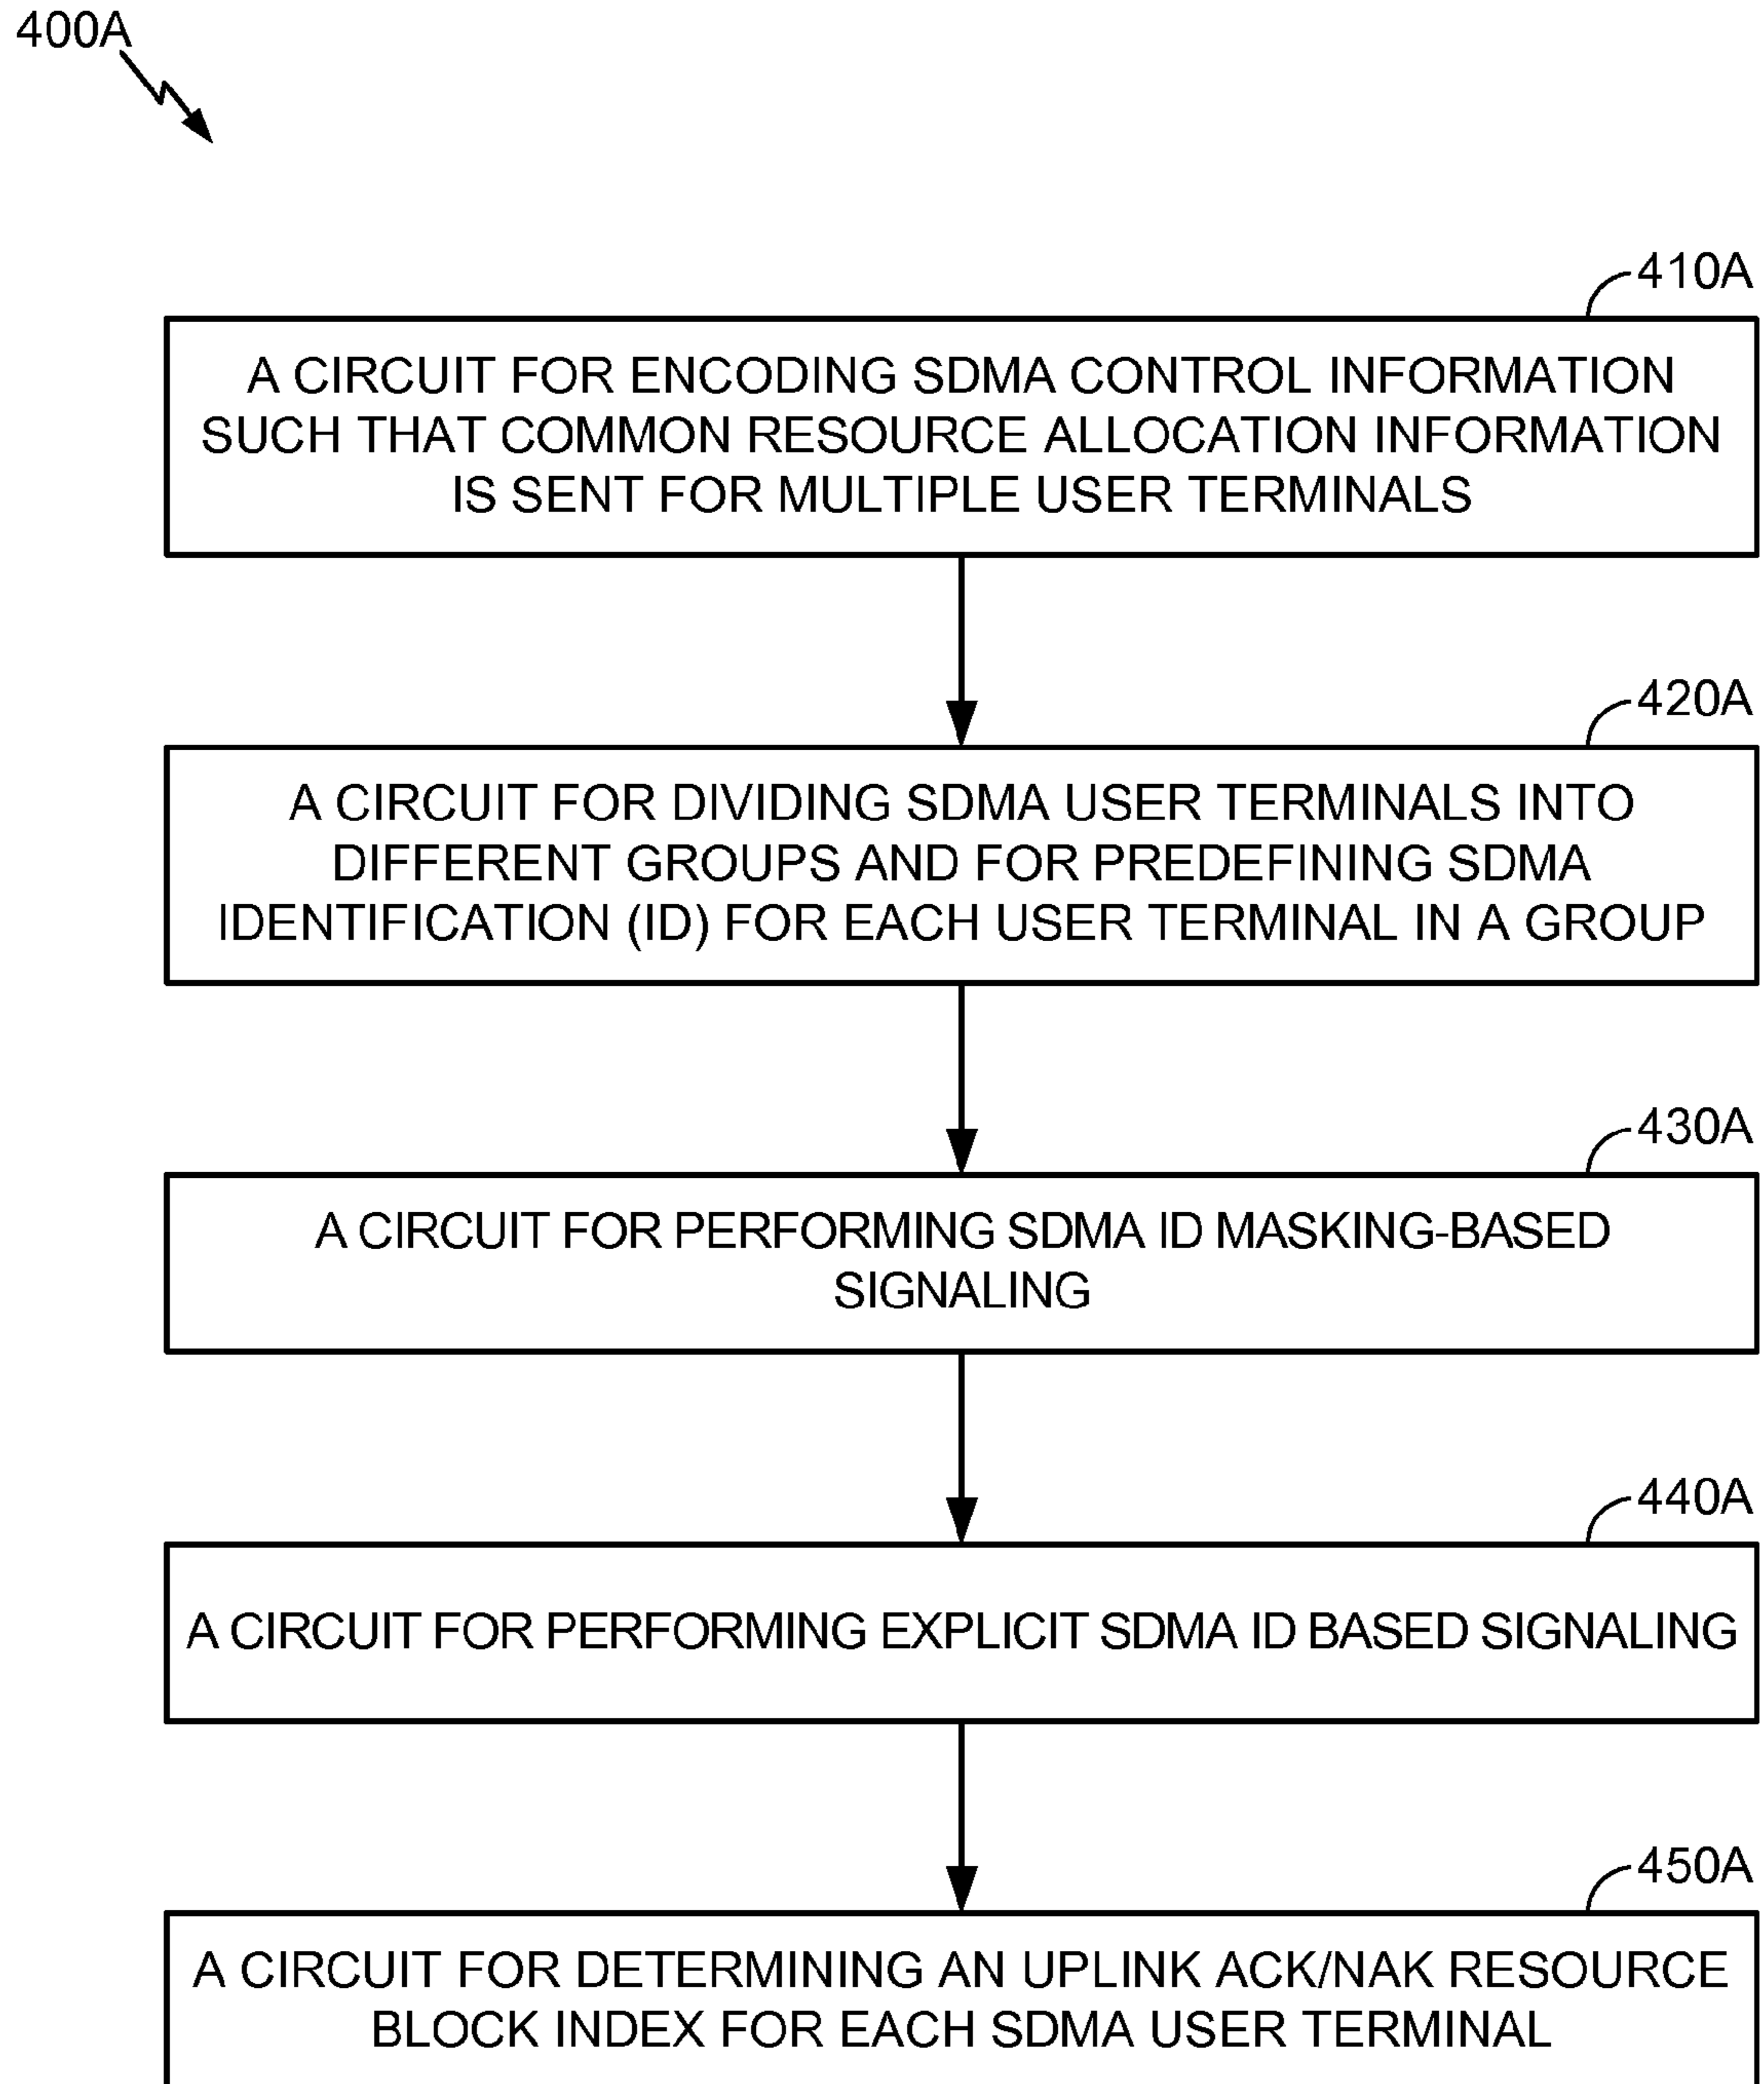 400A
410A
A CIRCUIT FOR ENCODING SDMA CONTROL INFORMATION
SUCH THAT COMMON RESOURCE ALLOCATION INFORMATION
IS SENT FOR MULTIPLE USER TERMINALS
420A
A CIRCUIT FOR DIVIDING SDMA USER TERMINALS INTO
DIFFERENT GROUPS AND FOR PREDEFINING SDMA
IDENTIFICATION (ID) FOR EACH USER TERMINAL IN A GROUP
430A
A CIRCUIT FOR PERFORMING SDMA ID MASKING-BASED
SIGNALING
440A
A CIRCUIT FOR PERFORMING EXPLICIT SDMA ID BASED SIGNALING
450A
A CIRCUIT FOR DETERMINING AN UPLINK ACK/NAK RESOURCE
BLOCK INDEX FOR EACH SDMA USER TERMINAL